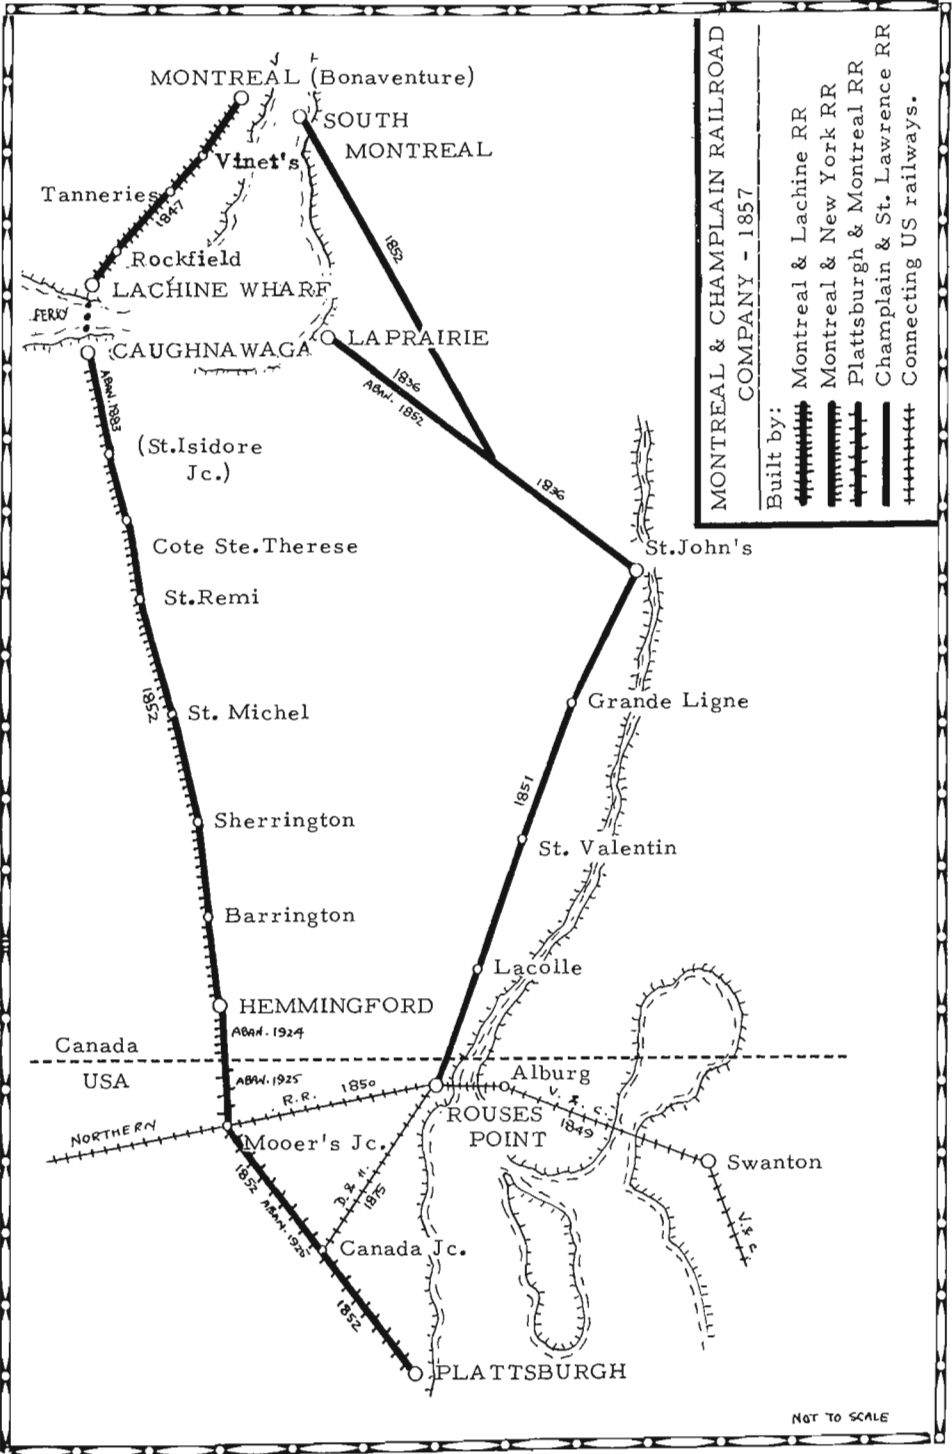 MONTREAL (Bonaventure)
SOUTH
MONTREAL
Vinet's
Tanneries
1847
Rockfield
LACHINE WHARF
FERRY
CAUGHNAWAGA
LAPRAIRIE
1852
1836
ABAN. 1852
1836
ABAN. 1883
(St.Isidore
Jc.)
Cote Ste.Therese
St.Remi
1852
St. Michel
Sherrington
Barrington
HEMMINGFORD
ABAN. 1924
St.John's
Grande Ligne
1851
St. Valentin
Lacolle
Canada
USA
ABAN. 1925
NORTHERN
R.R.
1850
Alburg
ROUSES
POINT
V. & C.
1849
Swanton
V. & C.
Mooer's Jc.
1852
ABAN. 1925
D. & H.
1875
Canada Jc.
1852
PLATTSBURGH
MONTREAL & CHAMPLAIN RAILROAD
COMPANY - 1857
Built by:
Montreal & Lachine RR
Montreal & New York RR
Plattsburgh & Montreal RR
Champlain & St. Lawrence RR
Connecting US railways.
NOT TO SCALE